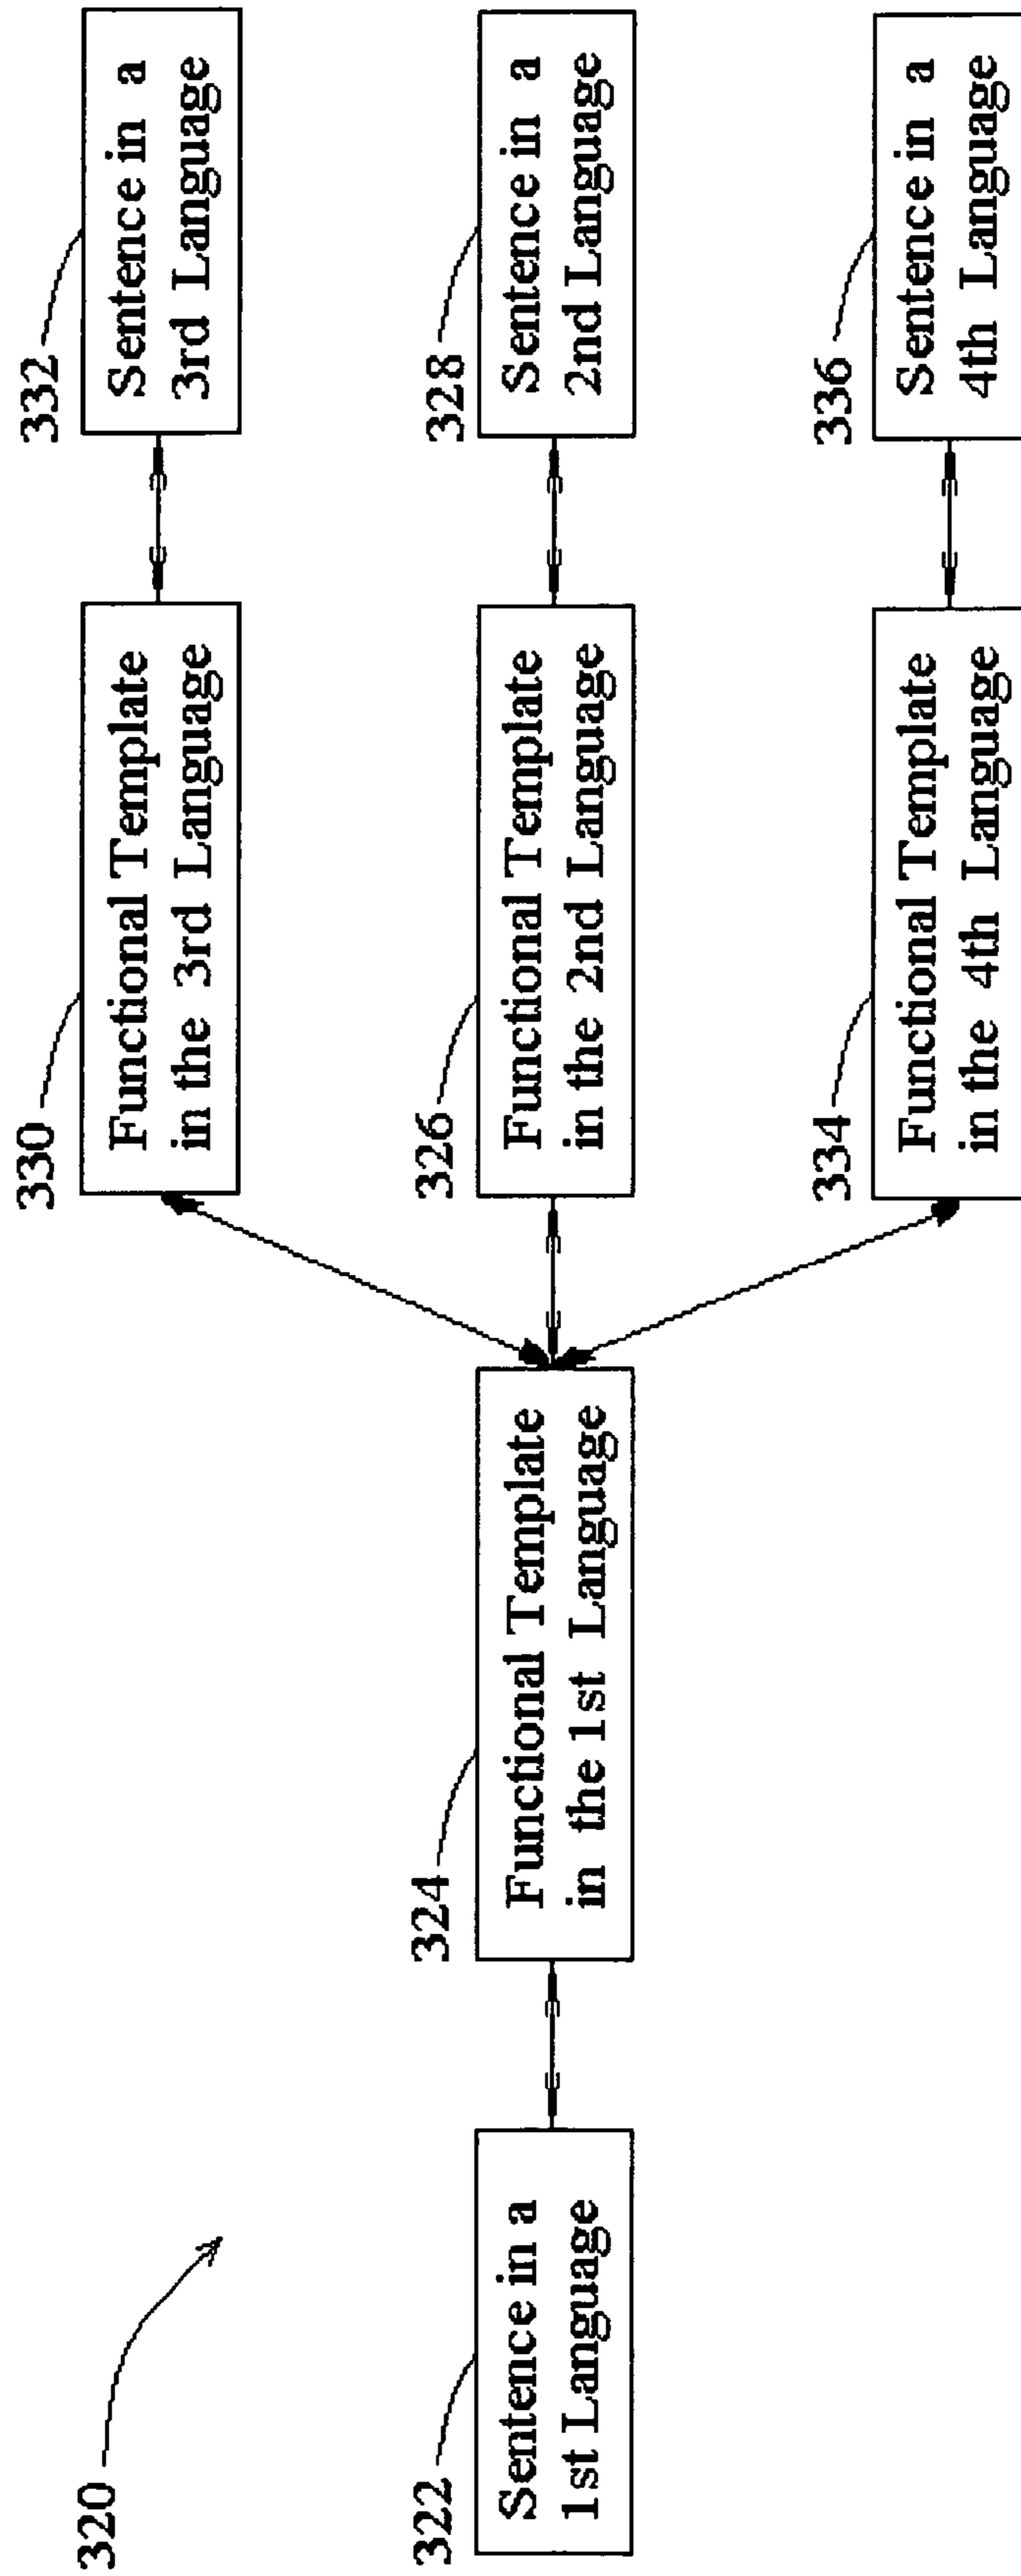 320
322
Sentence in a
1st Language
324
Functional Template
in the 1st Language
330
Functional Template
in the 3rd Language
332
Sentence in a
3rd Language
326
Functional Template
in the 2nd Language
328
Sentence in a
2nd Language
334
Functional Template
in the 4th Language
336
Sentence in a
4th Language